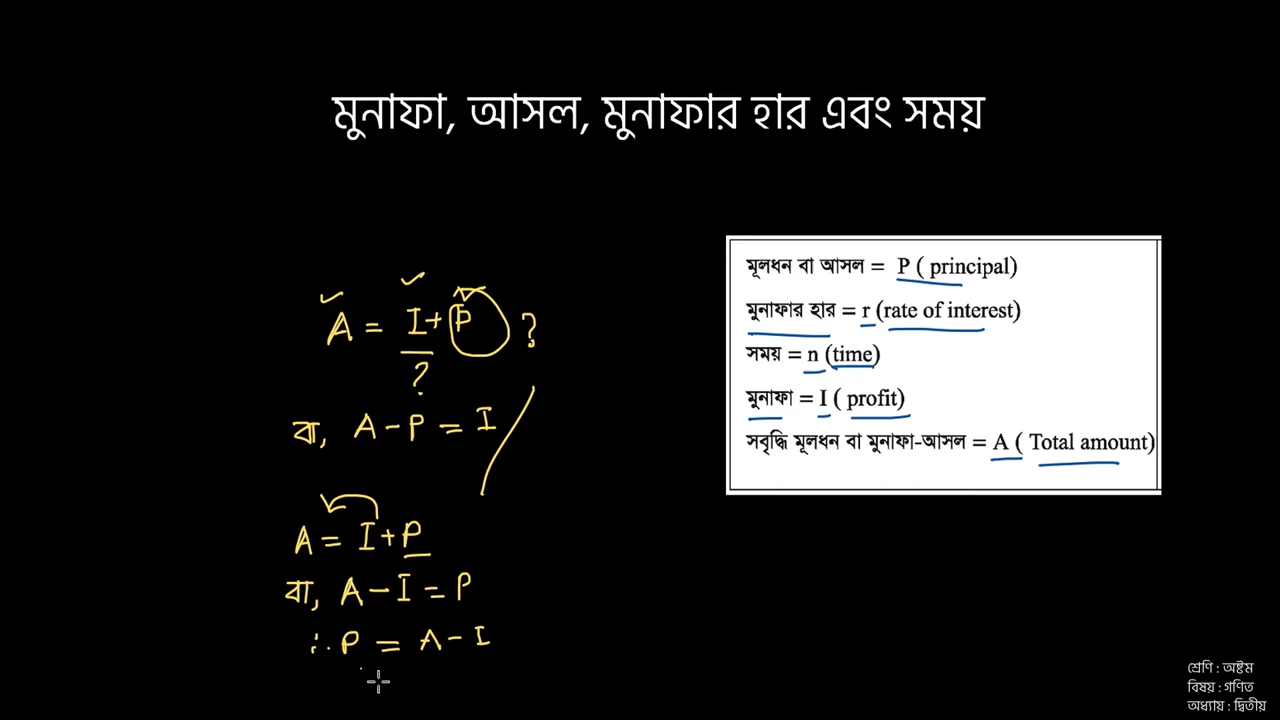 মুনাফা, আসল, মুনাফার হার এবং সময়
A = I + P ?
?
বা, A - P = I
A = I + P
বা, A - I = P
∴ P = A - I
মূলধন বা আসল = P ( principal)
মুনাফার হার = r (rate of interest)
সময় = n (time)
মুনাফা = I ( profit)
সবৃদ্ধি মূলধন বা মুনাফা-আসল = A ( Total amount)
শ্রেণি : অষ্টম
বিষয় : গণিত
অধ্যায় : দ্বিতীয়